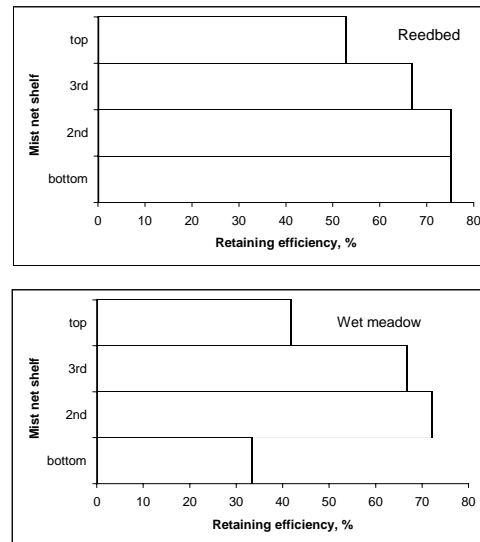 Reedbed
top
3rd
2nd
bottom
Mist net shelf
0 10 20 30 40 50 60 70 80
Retaining efficiency, %
Wet meadow
top
3rd
2nd
bottom
Mist net shelf
0 10 20 30 40 50 60 70 80
Retaining efficiency, %